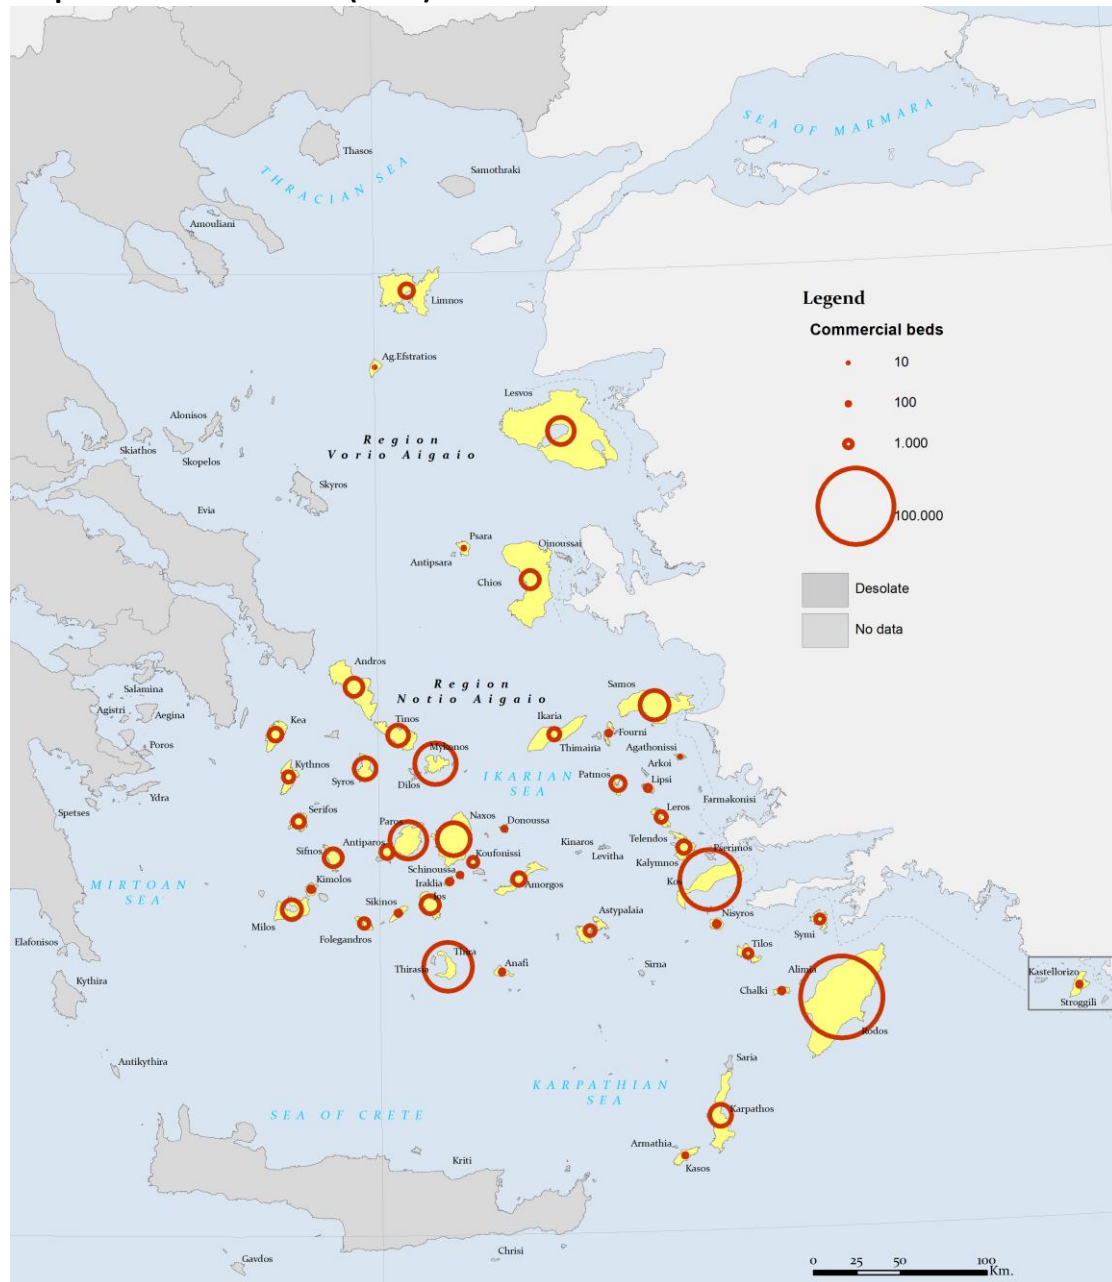 SEA OF MARMARA
THRACIAN SEA
Thasos
Samothraki
Amouliani
Limnos
Legend
Commercial beds
10
100
1.000
100.000
Desolate
No data
Ag.Efstratios
Lesvos
Alonisos
Skiathos
Skopelos
Region
Vorio Aigaio
Skyros
Evia
Psara
Antipsara
Oinoussai
Chios
Andros
Region
Notio Aigaio
Samos
Salamina
Agistri
Aegina
Poros
Ydra
Spetses
Kea
Tinos
Mykonos
Dilos
Ikaria
Thimaina
Fourni
Agathonissi
Arkoi
Kythnos
Syros
IKARIAN
SEA
Patmos
Lipsi
Farmakonisi
Serifos
Paros
Naxos
Donoussa
Leros
Antiparos
Sifnos
Koufonissi
Kinaros
Levitha
Telendos
Pserimos
Kalymnos
Schinoussa
Iraklia
Kos
MIRTOAN
SEA
Kimolos
Amorgos
Sikinos
Ios
Milos
Folegandros
Astypalaia
Nisyros
Symi
Elafonisos
Thira
Thirasia
Anafi
Sirna
Tilos
Alimia
Chalki
Rodos
Kastellorizo
Stroggili
Kythira
Antikythira
Saria
KARPATHIAN
SEA
SEA OF CRETE
Karpathos
Armathia
Kasos
Kriti
Gavdos
Chrisi
0 25 50 100
Km.